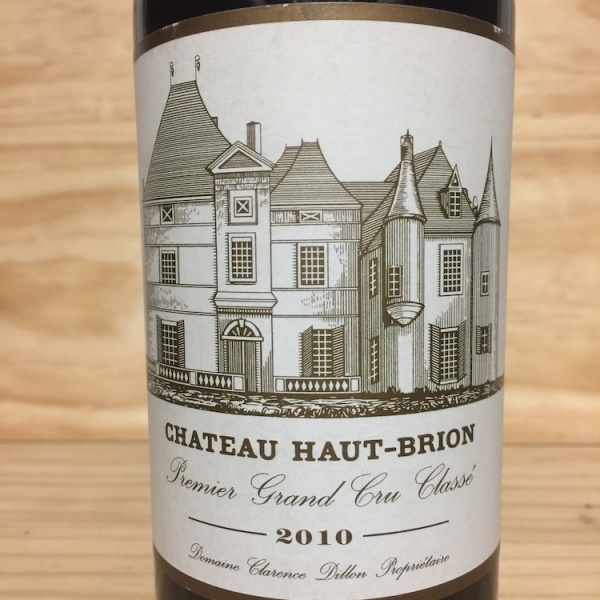 CHATEAU HAUT-BRION
Premier Grand Cru Classé
2010
Domaine Clarence Dillon Propriétaire